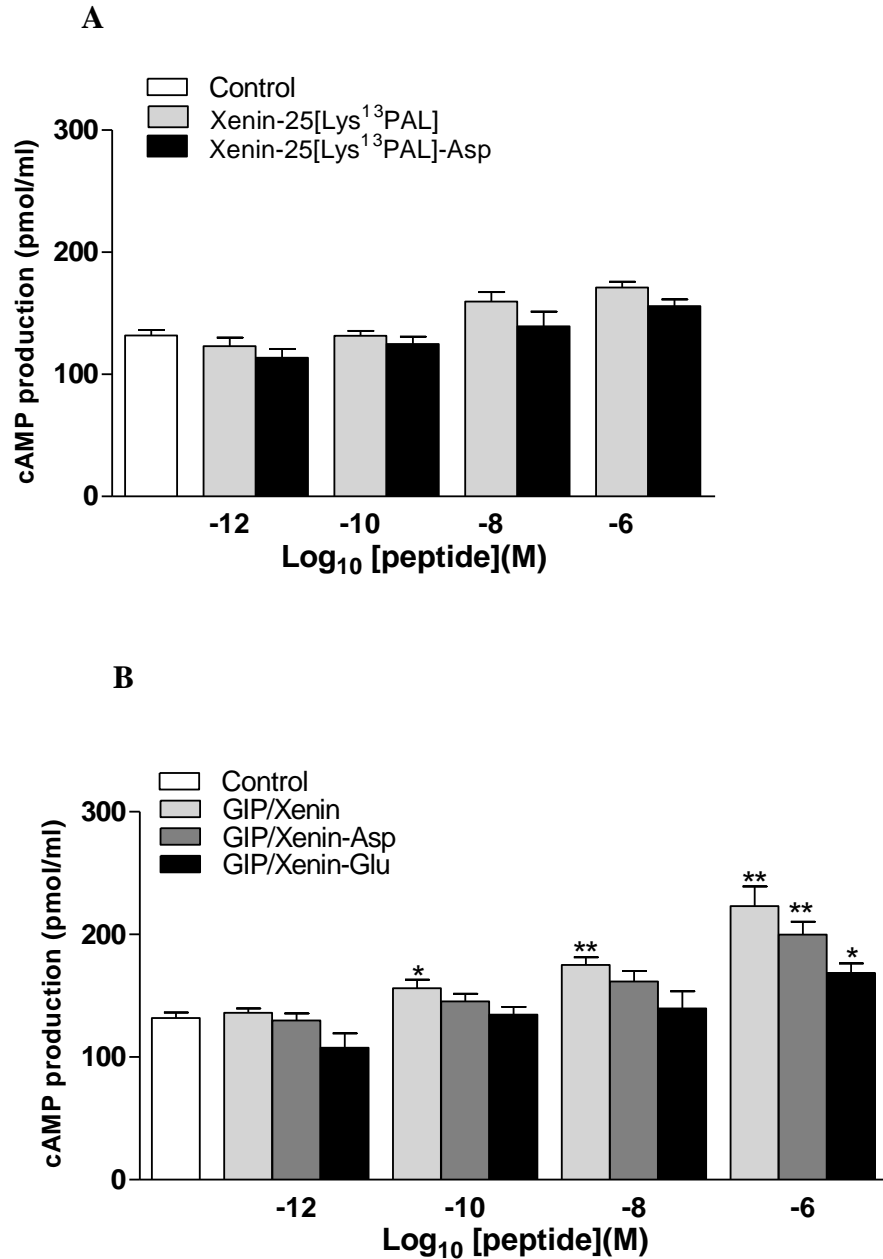 A
Control
Xenin-25[Lys¹³PAL]
Xenin-25[Lys¹³PAL]-Asp
cAMP production (pmol/ml)
300
200
100
0
-12 -10 -8 -6
Log₁₀ [peptide](M)
B
Control
GIP/Xenin
GIP/Xenin-Asp
GIP/Xenin-Glu
cAMP production (pmol/ml)
300
200
100
0
* ** ** ** *
-12 -10 -8 -6
Log₁₀ [peptide](M)